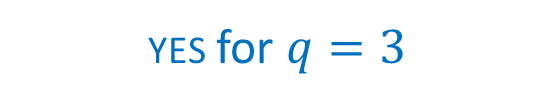 YES for q = 3